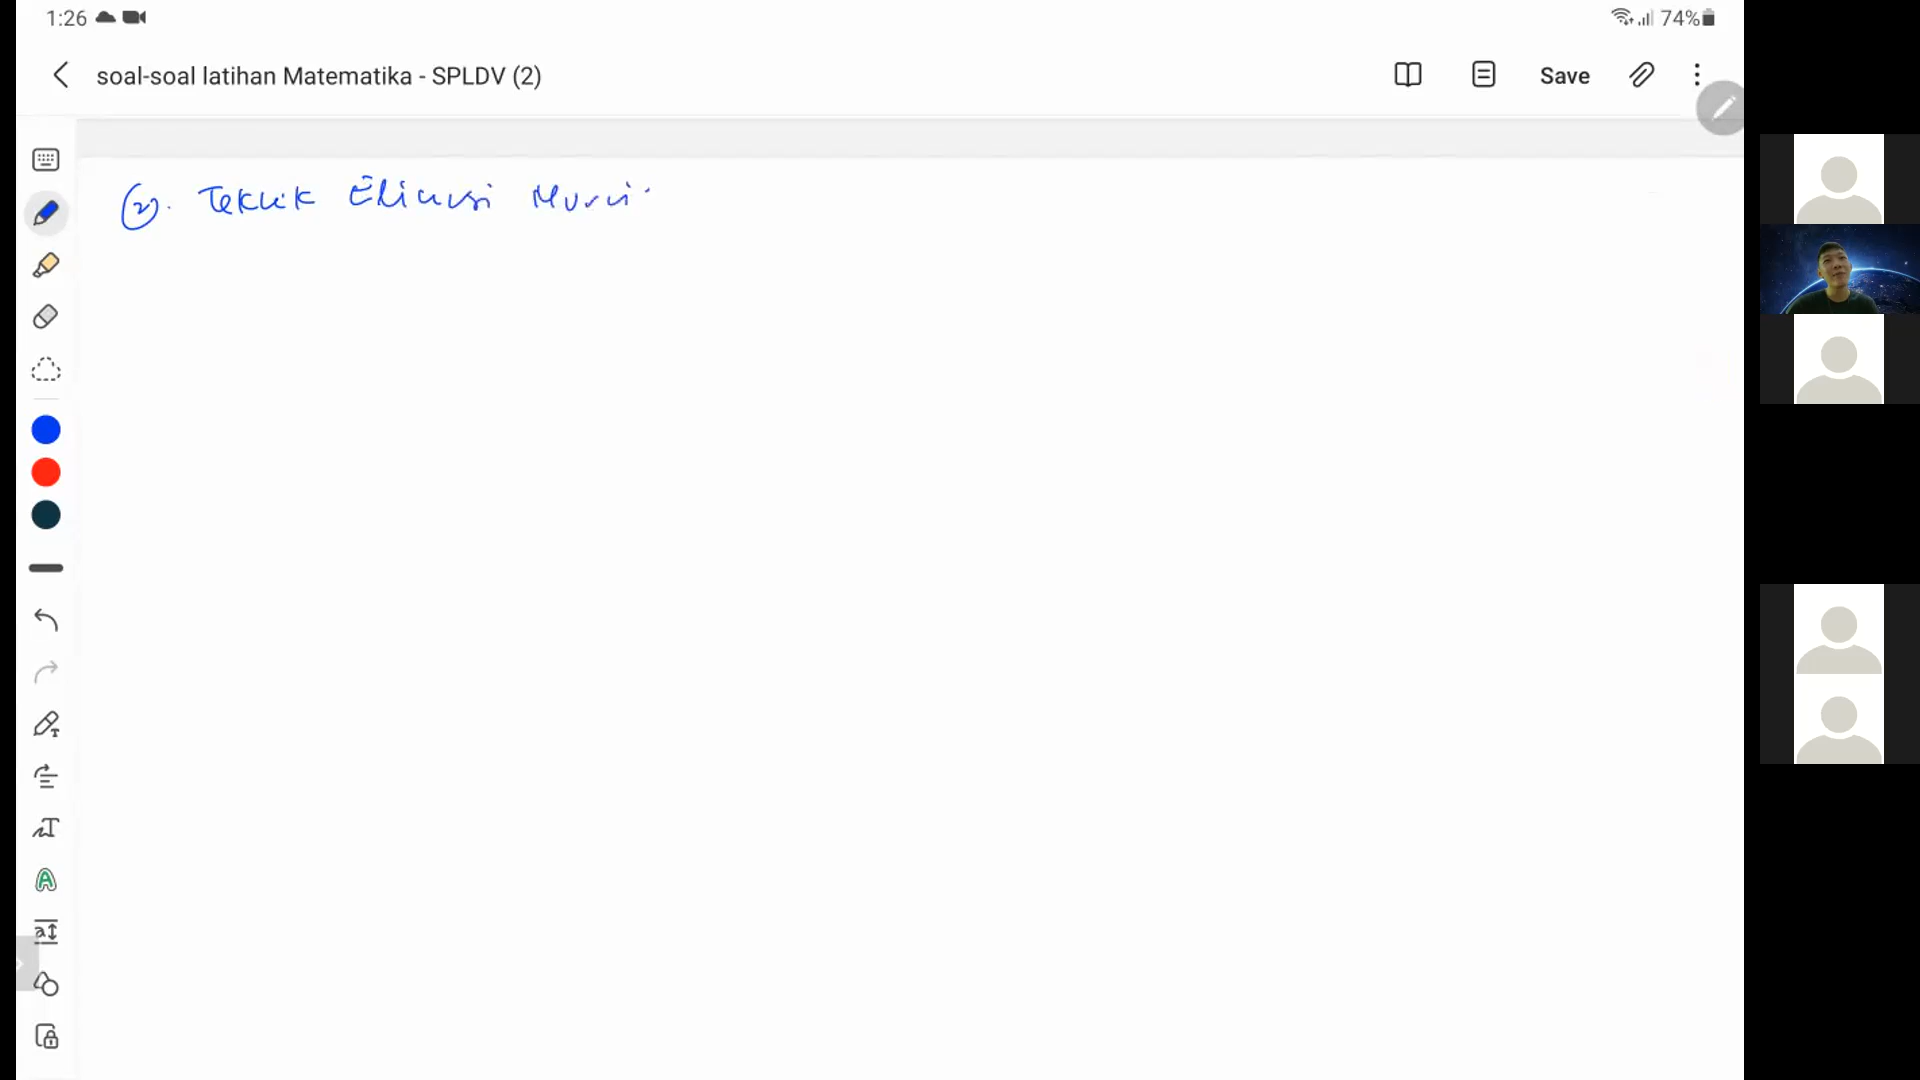 1:26 74%
soal-soal latihan Matematika - SPLDV (2) Save
(2). Teknik Eliminasi Murni.